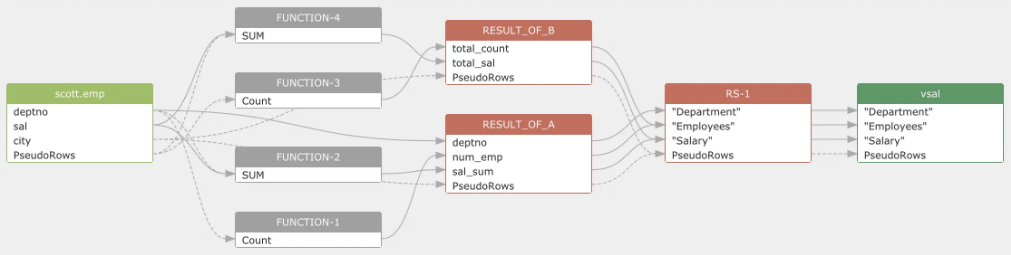 scott.emp
deptno
sal
city
PseudoRows
FUNCTION-4
SUM
FUNCTION-3
Count
FUNCTION-2
SUM
FUNCTION-1
Count
RESULT_OF_B
total_count
total_sal
PseudoRows
RESULT_OF_A
deptno
num_emp
sal_sum
PseudoRows
RS-1
"Department"
"Employees"
"Salary"
PseudoRows
vsal
"Department"
"Employees"
"Salary"
PseudoRows